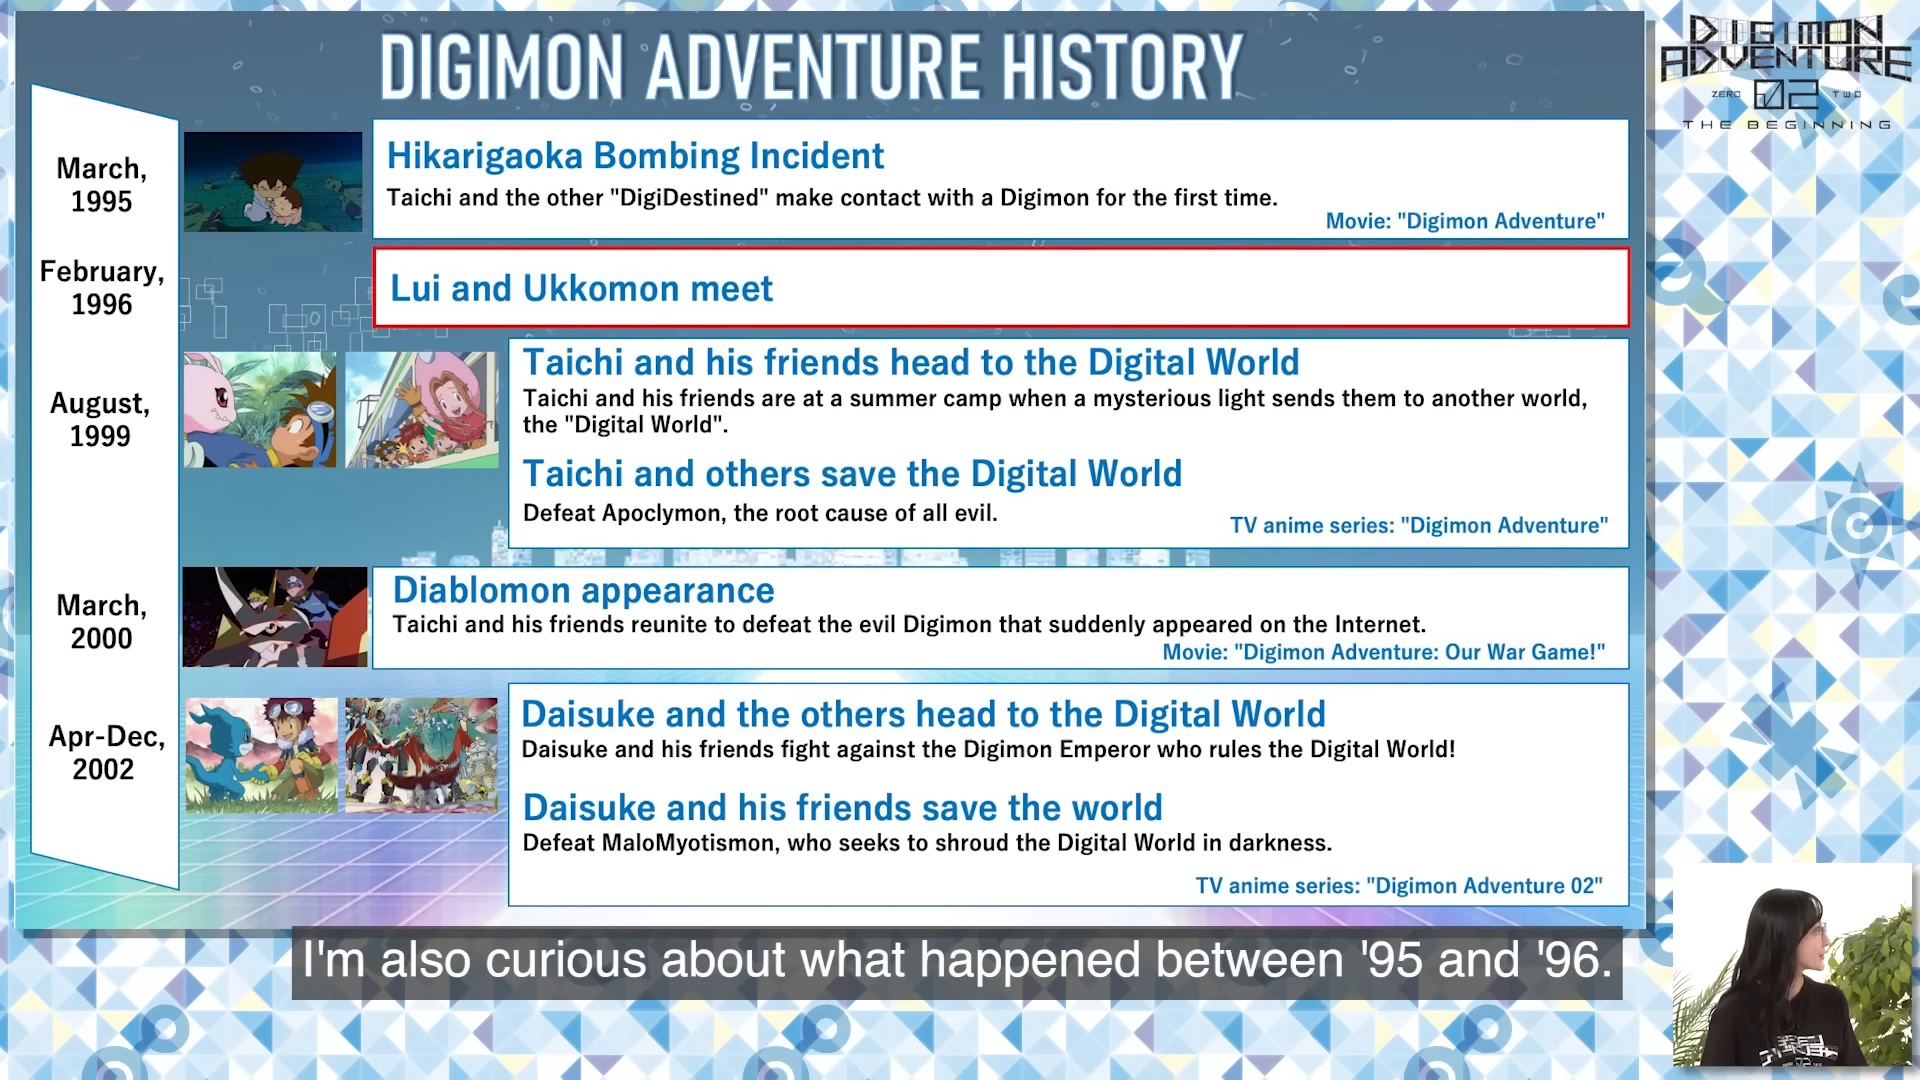 DIGIMON ADVENTURE HISTORY
DIGIMON
ADVENTURE
ZERO 02 TWO
THE BEGINNING
March,
1995
Hikarigaoka Bombing Incident
Taichi and the other "DigiDestined" make contact with a Digimon for the first time.
Movie: "Digimon Adventure"
February,
1996
Lui and Ukkomon meet
August,
1999
Taichi and his friends head to the Digital World
Taichi and his friends are at a summer camp when a mysterious light sends them to another world,
the "Digital World".
Taichi and others save the Digital World
Defeat Apoclymon, the root cause of all evil.
TV anime series: "Digimon Adventure"
March,
2000
Diablomon appearance
Taichi and his friends reunite to defeat the evil Digimon that suddenly appeared on the Internet.
Movie: "Digimon Adventure: Our War Game!"
Apr-Dec,
2002
Daisuke and the others head to the Digital World
Daisuke and his friends fight against the Digimon Emperor who rules the Digital World!
Daisuke and his friends save the world
Defeat MaloMyotismon, who seeks to shroud the Digital World in darkness.
TV anime series: "Digimon Adventure 02"
I'm also curious about what happened between '95 and '96.